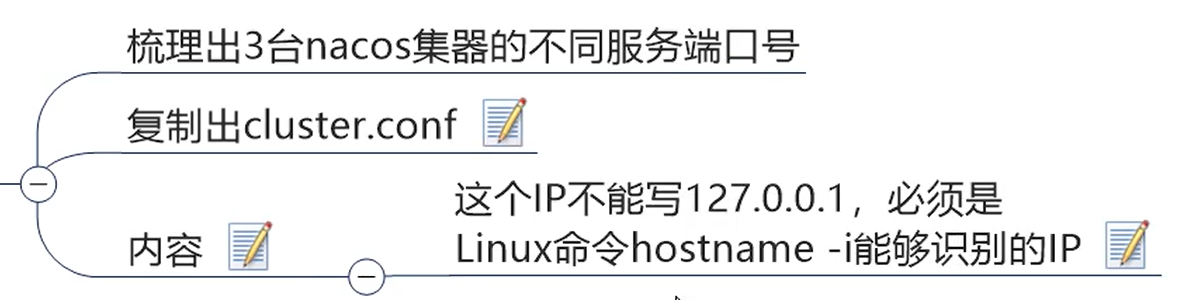 梳理出3台nacos集器的不同服务端口号
复制出cluster.conf
这个IP不能写127.0.0.1，必须是
Linux命令hostname -i能够识别的IP
内容